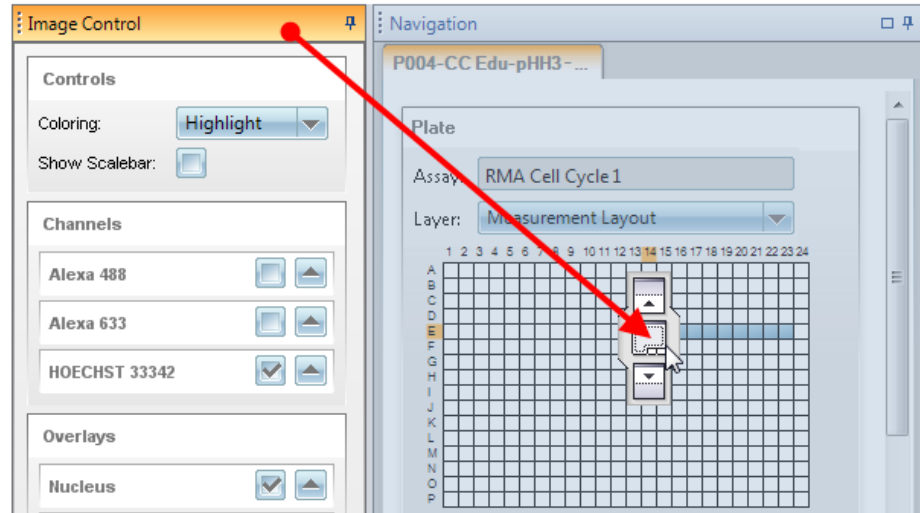 Image Control
Controls
Coloring: Highlight
Show Scalebar:
Channels
Alexa 488
Alexa 633
HOECHST 33342
Overlays
Nucleus
Navigation
P004-CC Edu-pHH3-...
Plate
Assay: RMA Cell Cycle 1
Layer: Measurement Layout
1 2 3 4 5 6 7 8 9 10 11 12 13 14 15 16 17 18 19 20 21 22 23 24
A
B
C
D
E
F
G
H
I
J
K
L
M
N
O
P